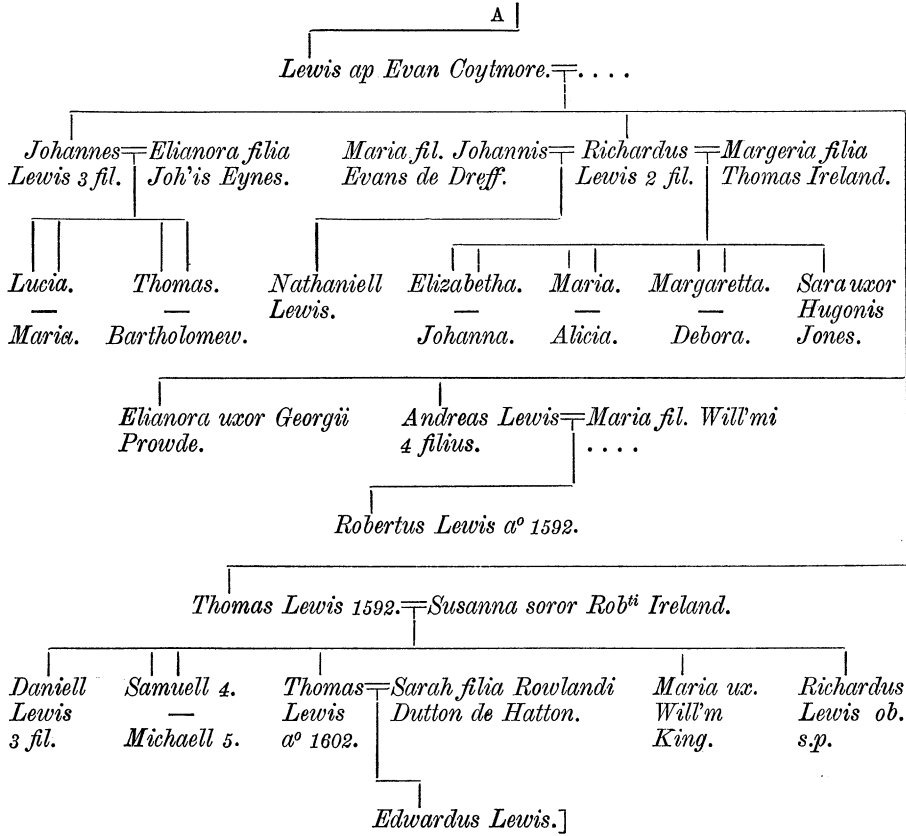 A
Lewis ap Evan Coytmore. . . . .
Johannes Elianora filia Maria fil. Johannis Richardus Margeria filia
Lewis 3 fil. Joh'is Eynes. Evans de Dreff. Lewis 2 fil. Thomas Ireland.
Lucia. Thomas. Nathaniell Elizabetha. Maria. Margaretta. Sara uxor
— — Lewis. — — — Hugonis
Maria. Bartholomew. Johanna. Alicia. Debora. Jones.
Elianora uxor Georgii Andreas Lewis Maria fil. Will'mi
Prowde. 4 filius. . . . .
Robertus Lewis aº 1592.
Thomas Lewis 1592. Susanna soror Robᵗⁱ Ireland.
Daniell Samuell 4. Thomas Sarah filia Rowlandi Maria ux. Richardus
Lewis — Lewis Dutton de Hatton. Will'm Lewis ob.
3 fil. Michaell 5. aº 1602. King. s.p.
Edwardus Lewis.]